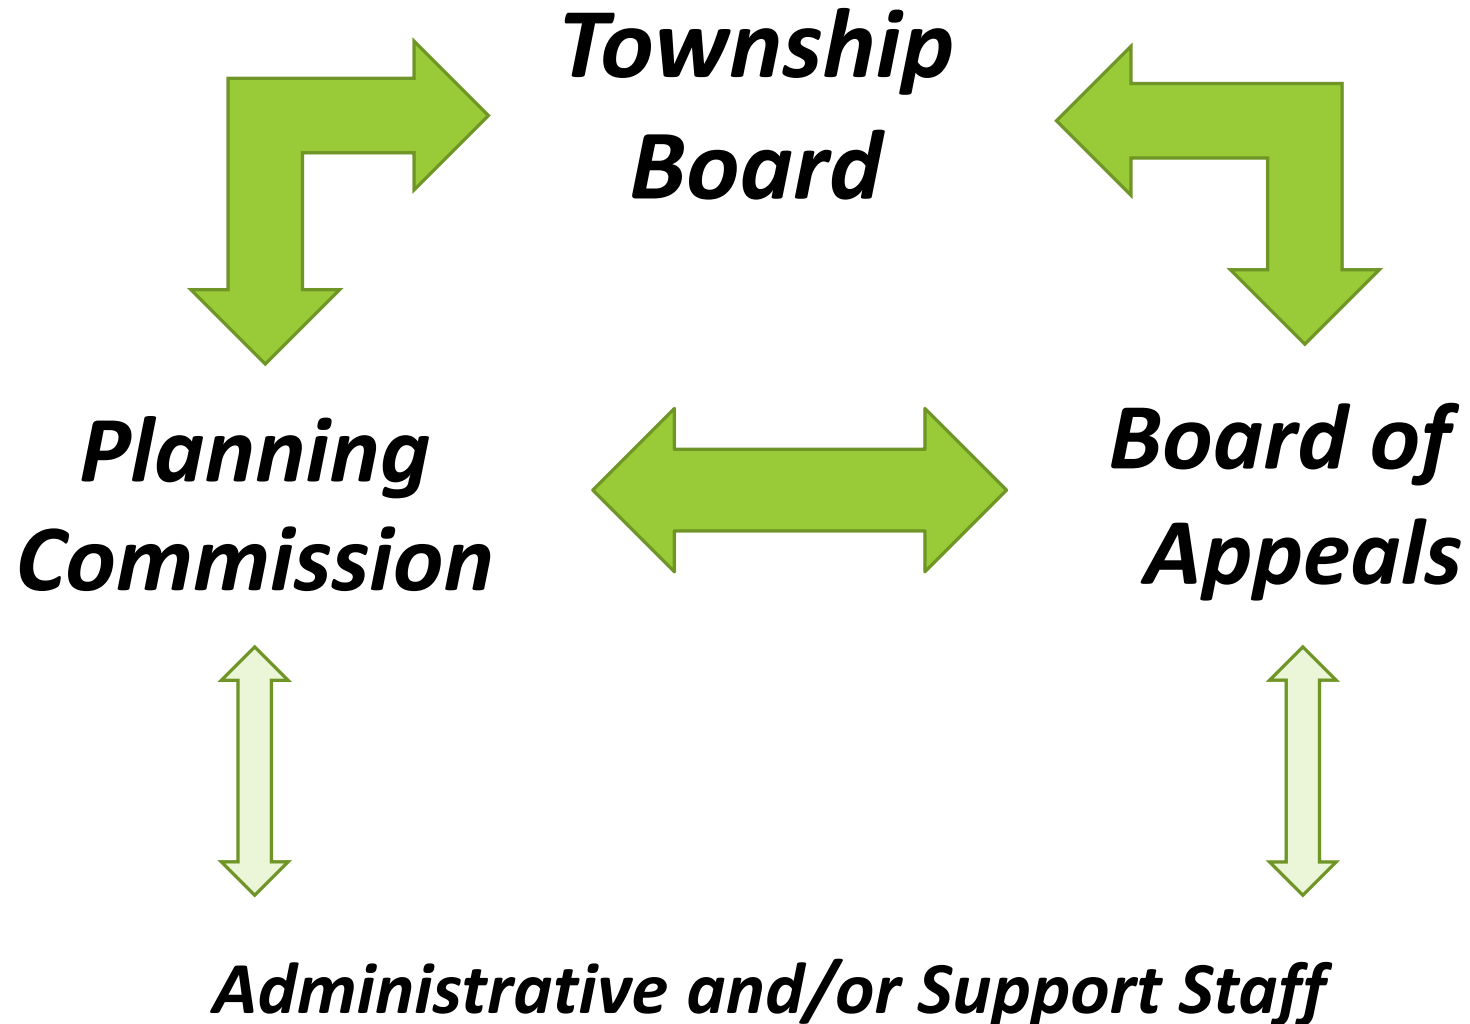 Township
Board
Planning
Commission
Board of
Appeals
Administrative and/or Support Staff